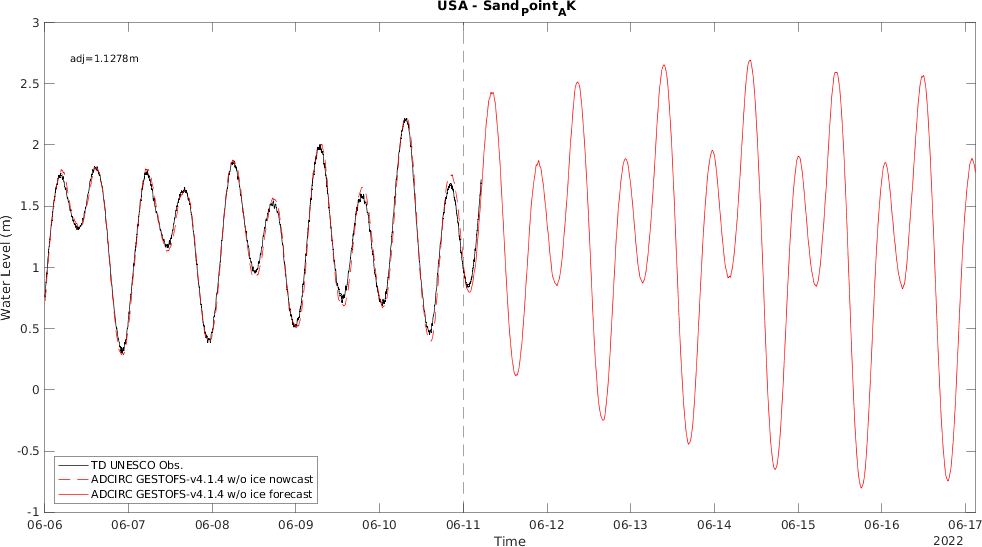 USA - Sand_Point_AK
adj=1.1278m
3
2.5
2
1.5
1
0.5
0
-0.5
-1
Water Level (m)
TD UNESCO Obs.
ADCIRC GESTOFS-v4.1.4 w/o ice nowcast
ADCIRC GESTOFS-v4.1.4 w/o ice forecast
06-06 06-07 06-08 06-09 06-10 06-11 06-12 06-13 06-14 06-15 06-16 06-17
Time
2022